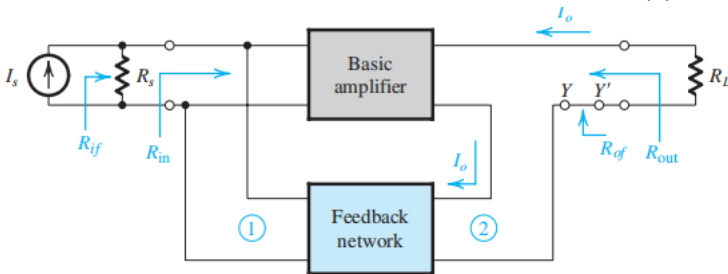 I_o
I_s
R_s
Basic
amplifier
R_L
Y Y'
R_if
R_in
R_of
R_out
I_o
1
Feedback
network
2